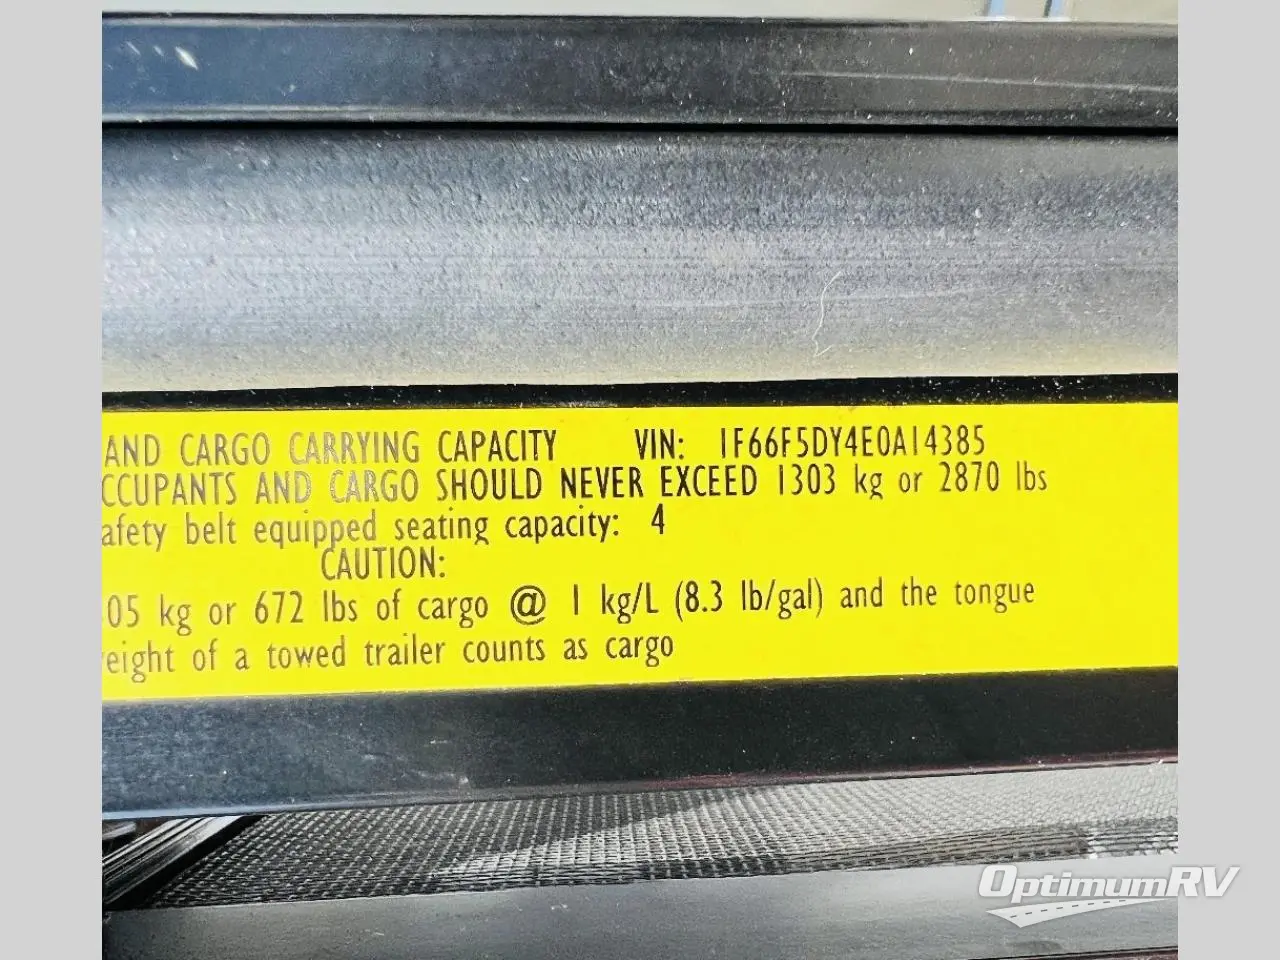 AND CARGO CARRYING CAPACITY VIN: 1F66F5DY4E0A14385
CCUPANTS AND CARGO SHOULD NEVER EXCEED 1303 kg or 2870 lbs
afety belt equipped seating capacity: 4
CAUTION:
05 kg or 672 lbs of cargo @ 1 kg/L (8.3 lb/gal) and the tongue
eight of a towed trailer counts as cargo
OptimumRV